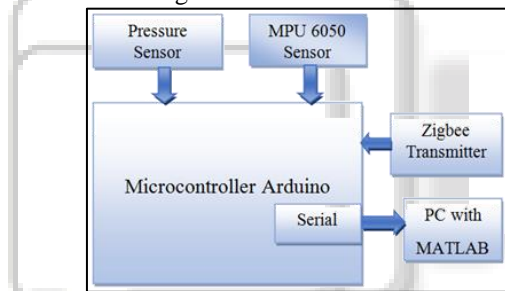 Pressure
Sensor
MPU 6050
Sensor
Zigbee
Transmitter
Microcontroller Arduino
Serial
PC with
MATLAB